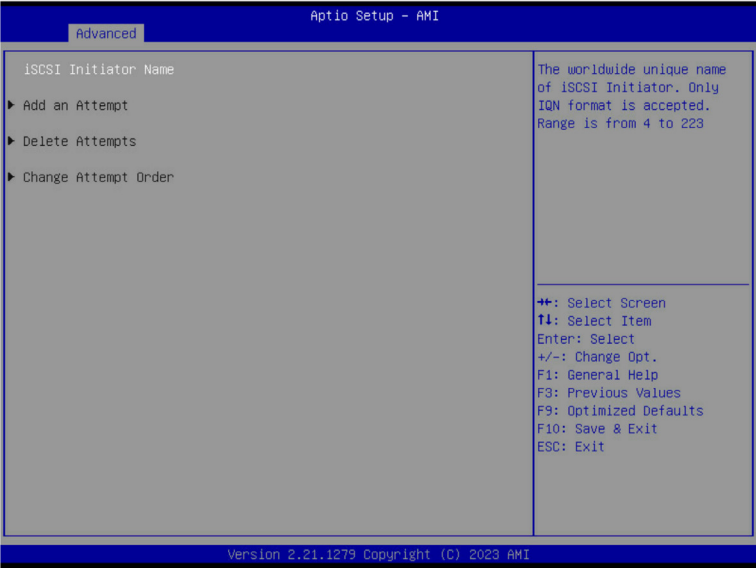 Aptio Setup – AMI
Advanced
iSCSI Initiator Name
▶ Add an Attempt
▶ Delete Attempts
▶ Change Attempt Order
The worldwide unique name
of iSCSI Initiator. Only
IQN format is accepted.
Range is from 4 to 223
→←: Select Screen
↑↓: Select Item
Enter: Select
+/-: Change Opt.
F1: General Help
F3: Previous Values
F9: Optimized Defaults
F10: Save & Exit
ESC: Exit
Version 2.21.1279 Copyright (C) 2023 AMI